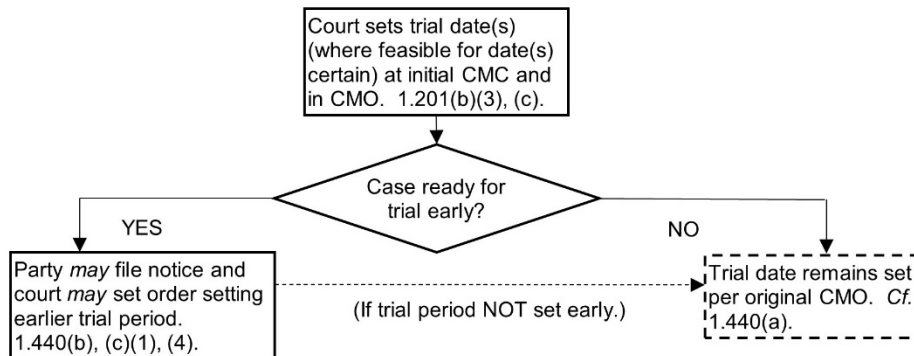 Court sets trial date(s)
(where feasible for date(s)
certain) at initial CMC and
in CMO.  1.201(b)(3), (c).
Case ready for
trial early?
YES
NO
Party may file notice and
court may set order setting
earlier trial period.
1.440(b), (c)(1), (4).
(If trial period NOT set early.)
Trial date remains set
per original CMO.  Cf.
1.440(a).